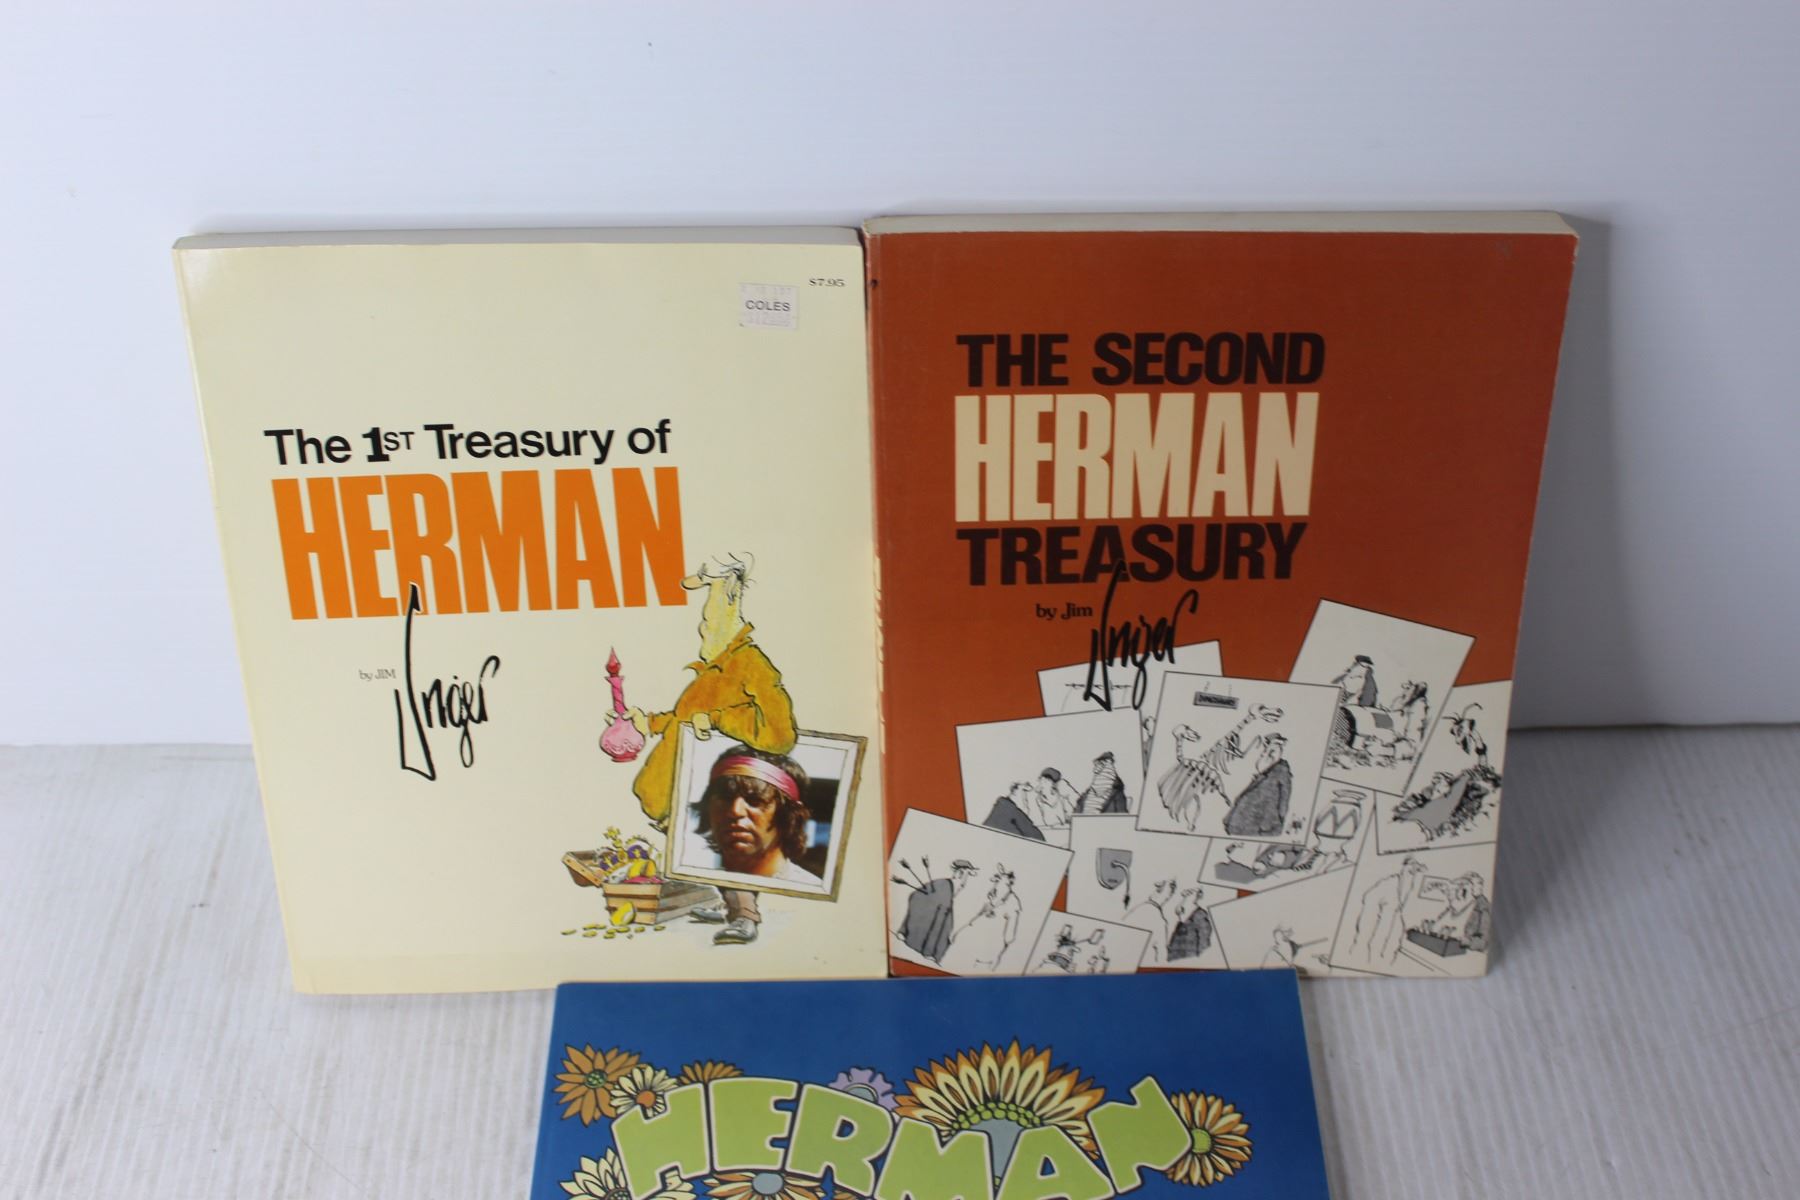 $7.95
COLES
The 1ST Treasury of
HERMAN
by JIM Unger
THE SECOND
HERMAN
TREASURY
by Jim Unger
HERMAN